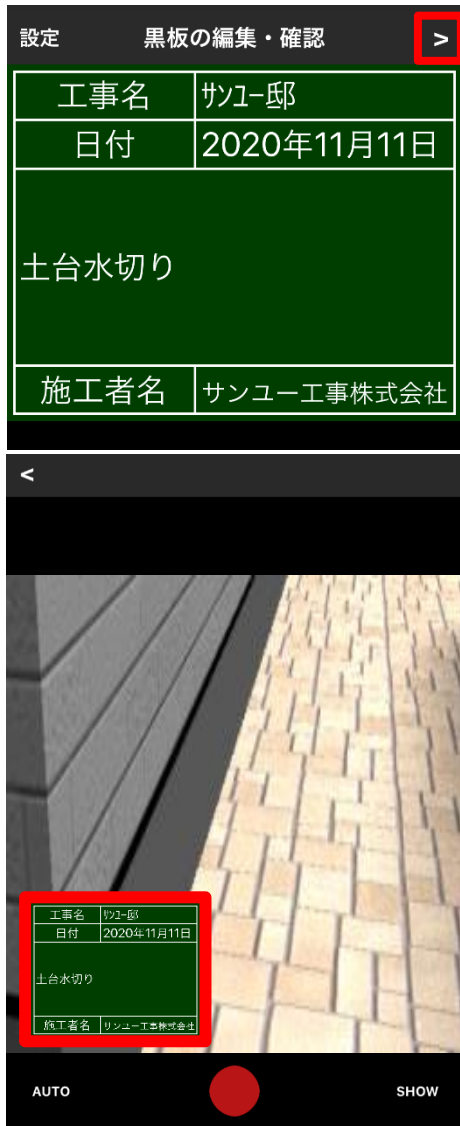 設定 黒板の編集・確認 >
工事名 ｻﾝﾕｰ邸
日付 2020年11月11日
土台水切り
施工者名 サンユー工事株式会社
<
工事名 ｻﾝﾕｰ邸
日付 2020年11月11日
土台水切り
施工者名 サンユー工事株式会社
AUTO SHOW